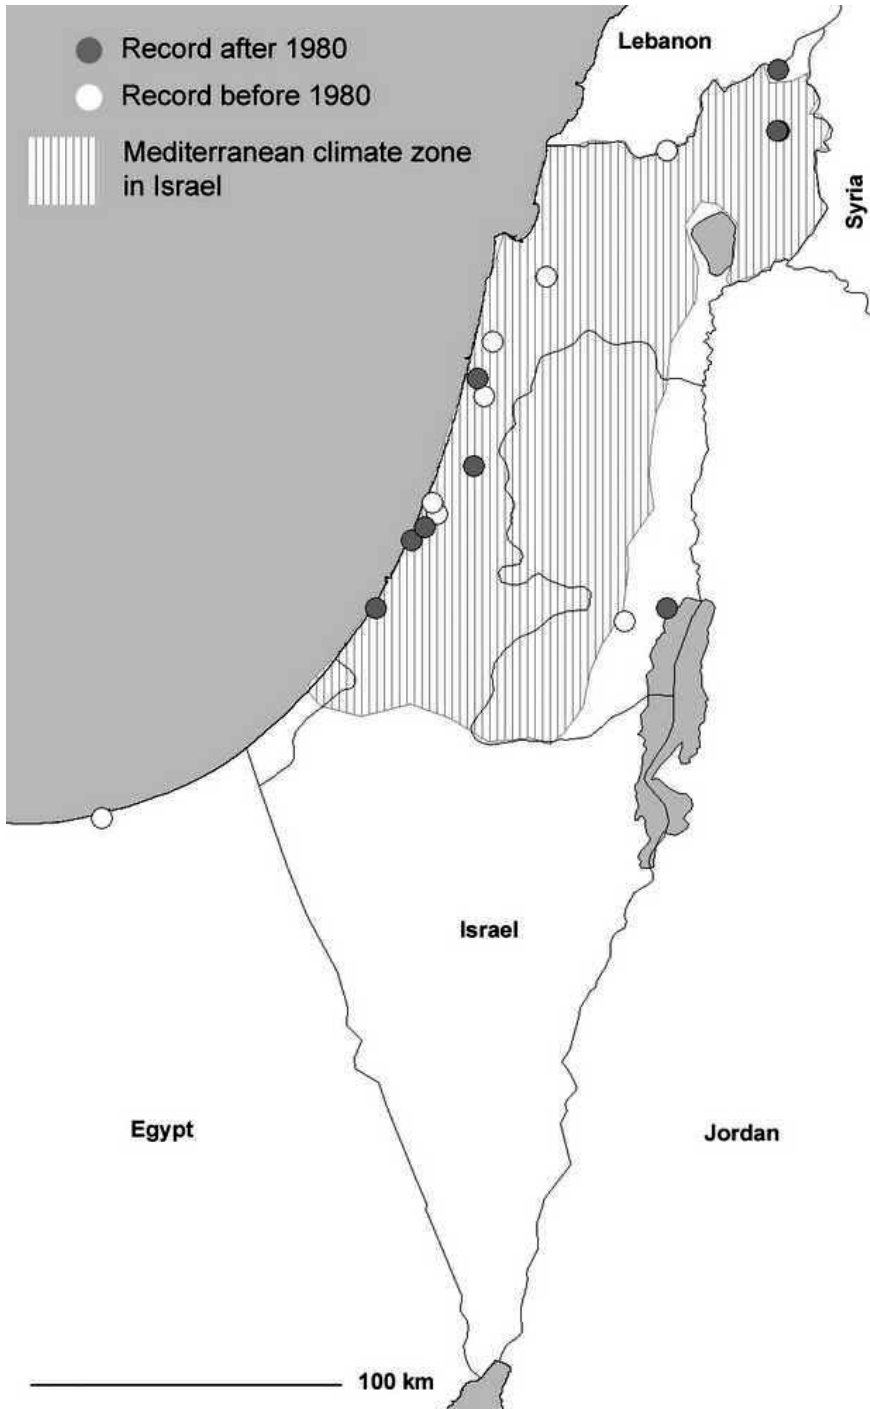 Record after 1980
Record before 1980
Mediterranean climate zone
in Israel
Lebanon
Syria
Israel
Egypt
Jordan
100 km